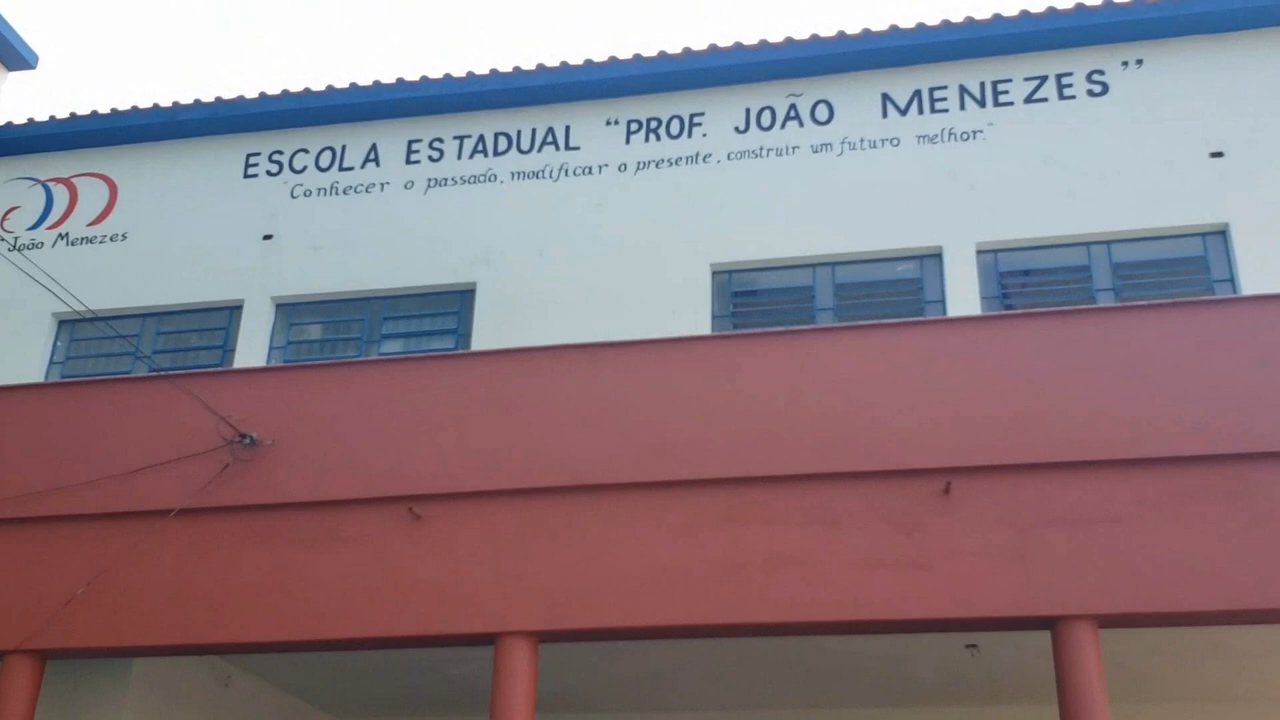 ESCOLA ESTADUAL “PROF. JOÃO MENEZES”
"Conhecer o passado, modificar o presente, construir um futuro melhor."
"João Menezes